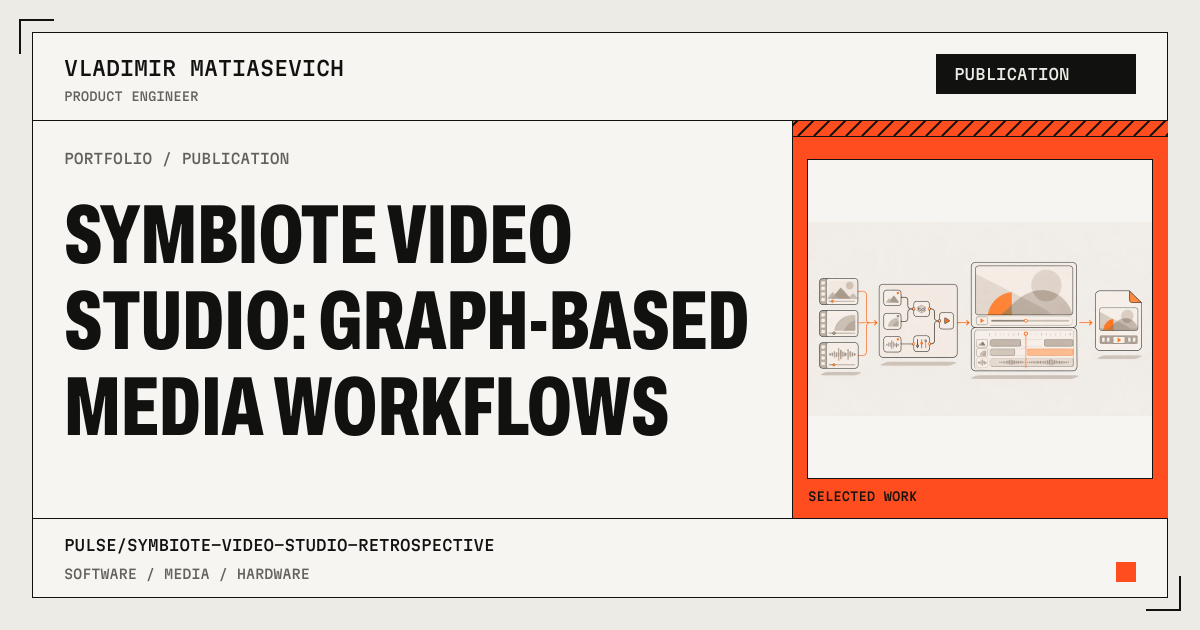 VLADIMIR MATIASEVICH
PRODUCT ENGINEER
PUBLICATION
PORTFOLIO / PUBLICATION
SYMBIOTE VIDEO
STUDIO: GRAPH-BASED
MEDIA WORKFLOWS
SELECTED WORK
PULSE/SYMBIOTE–VIDEO–STUDIO–RETROSPECTIVE
SOFTWARE / MEDIA / HARDWARE